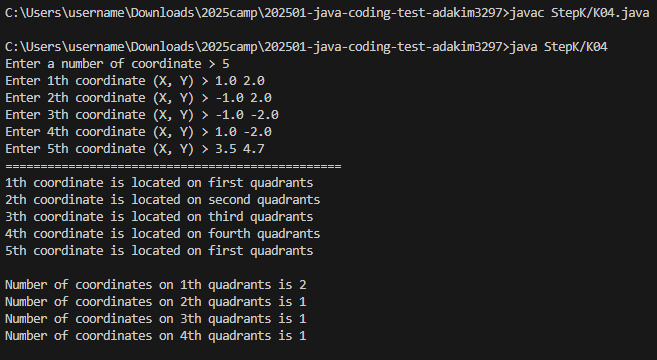 C:\Users\username\Downloads\2025camp\202501-java-coding-test-adakim3297>javac StepK/K04.java
C:\Users\username\Downloads\2025camp\202501-java-coding-test-adakim3297>java StepK/K04
Enter a number of coordinate > 5
Enter 1th coordinate (X, Y) > 1.0 2.0
Enter 2th coordinate (X, Y) > -1.0 2.0
Enter 3th coordinate (X, Y) > -1.0 -2.0
Enter 4th coordinate (X, Y) > 1.0 -2.0
Enter 5th coordinate (X, Y) > 3.5 4.7
================================================
1th coordinate is located on first quadrants
2th coordinate is located on second quadrants
3th coordinate is located on third quadrants
4th coordinate is located on fourth quadrants
5th coordinate is located on first quadrants
Number of coordinates on 1th quadrants is 2
Number of coordinates on 2th quadrants is 1
Number of coordinates on 3th quadrants is 1
Number of coordinates on 4th quadrants is 1